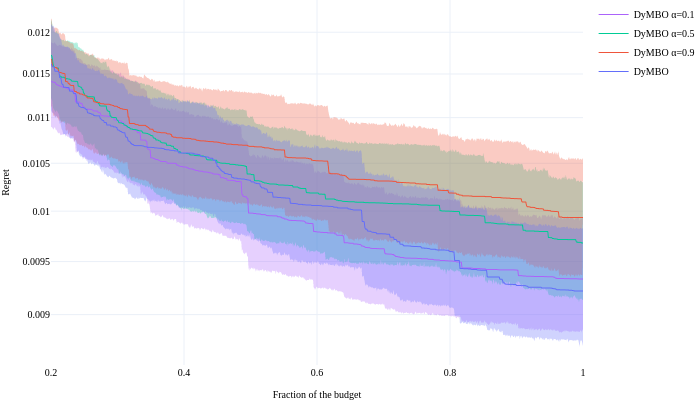 DyMBO α=0.1
DyMBO α=0.5
DyMBO α=0.9
DyMBO
0.012
0.0115
0.011
0.0105
0.01
0.0095
0.009
Regret
0.2
0.4
0.6
0.8
1
Fraction of the budget